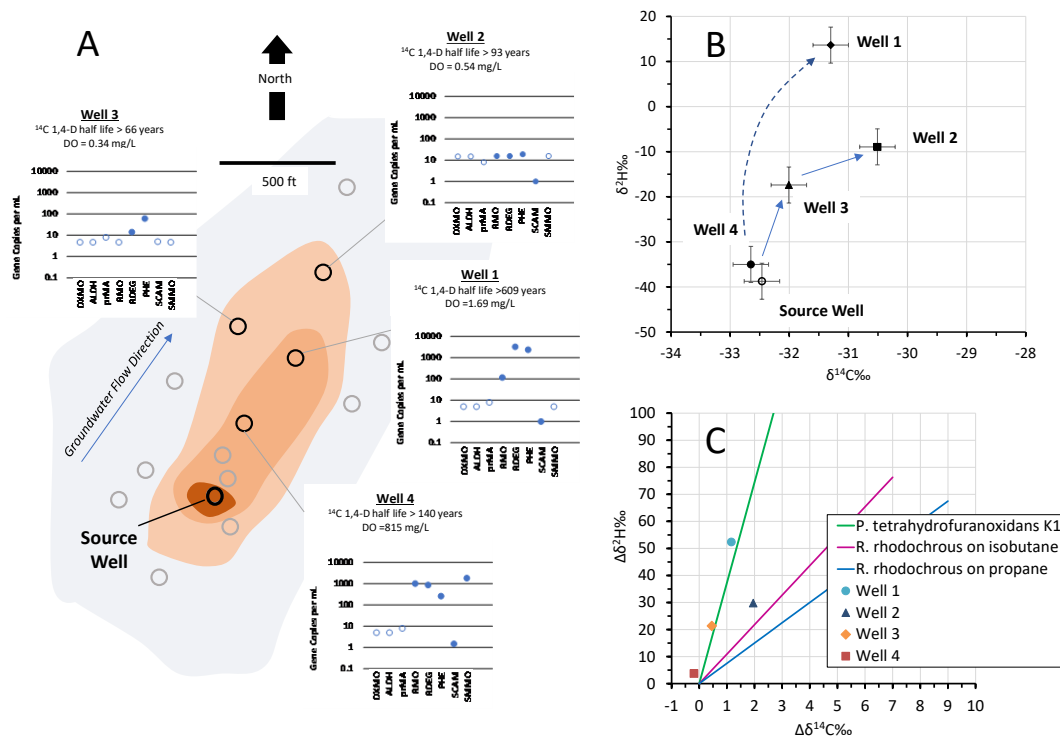 A
North
500 ft
Groundwater Flow Direction
Source
Well
Well 3
¹⁴C 1,4-D half life > 66 years
DO = 0.34 mg/L
Gene Copies per mL
10000
1000
100
10
1
0.1
DXMO
ALDH
prMA
RMO
RDEG
PHE
SCAM
SMMO
Well 2
¹⁴C 1,4-D half life > 93 years
DO = 0.54 mg/L
Gene Copies per mL
10000
1000
100
10
1
0.1
DXMO
ALDH
prMA
RMO
RDEG
PHE
SCAM
SMMO
Well 1
¹⁴C 1,4-D half life >609 years
DO =1.69 mg/L
Gene Copies per mL
10000
1000
100
10
1
0.1
DXMO
ALDH
prMA
RMO
RDEG
PHE
SCAM
SMMO
Well 4
¹⁴C 1,4-D half life > 140 years
DO =815 mg/L
Gene Copies per mL
10000
1000
100
10
1
0.1
DXMO
ALDH
prMA
RMO
RDEG
PHE
SCAM
SMMO
B
δ²H‰
20
10
0
-10
-20
-30
-40
-50
-34 -33 -32 -31 -30 -29 -28
δ¹⁴C‰
Well 1
Well 2
Well 3
Well 4
Source Well
C
Δδ²H‰
100
90
80
70
60
50
40
30
20
10
0
-1 0 1 2 3 4 5 6 7 8 9 10
Δδ¹⁴C‰
P. tetrahydrofuranoxidans K1
R. rhodochrous on isobutane
R. rhodochrous on propane
Well 1
Well 2
Well 3
Well 4